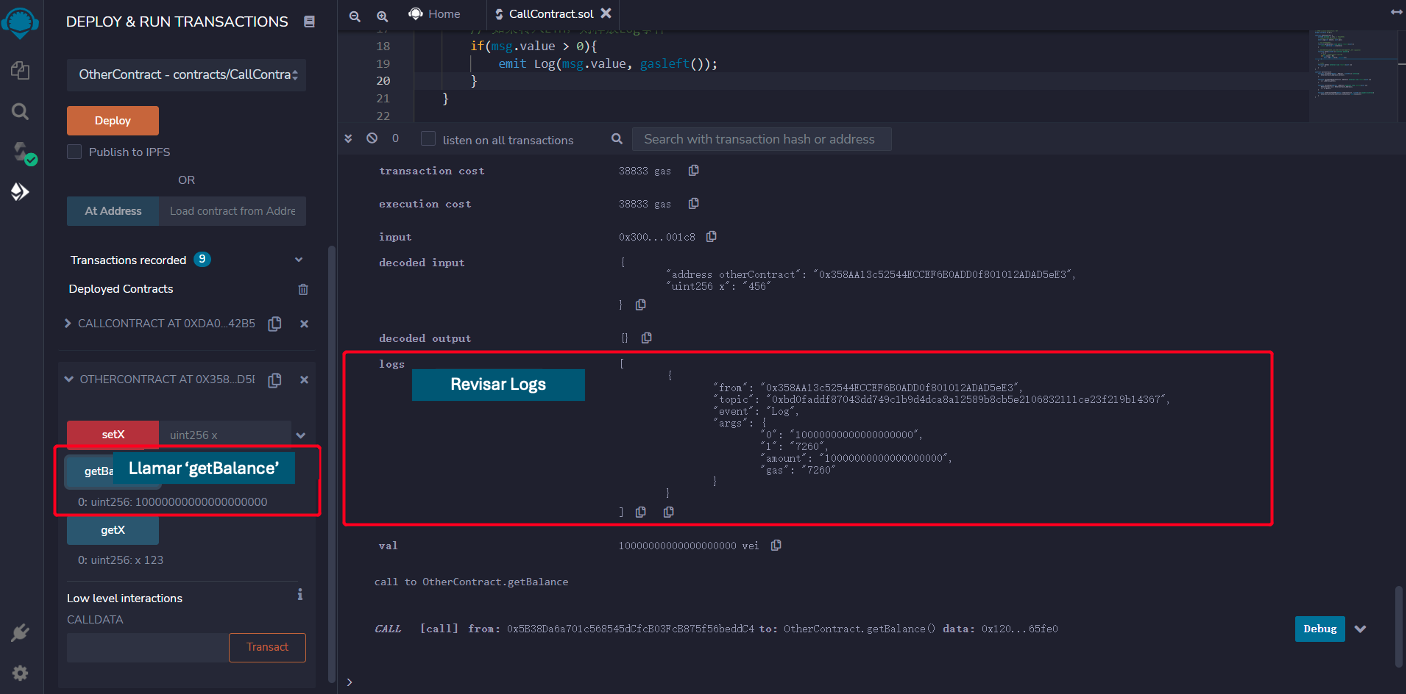 DEPLOY & RUN TRANSACTIONS
OtherContract - contracts/CallContra
Deploy
Publish to IPFS
OR
At Address
Load contract from Addre
Transactions recorded 9
Deployed Contracts
CALLCONTRACT AT 0XDA0...42B5
OTHERCONTRACT AT 0X358...D5E
setX
uint256 x
getBa
Llamar ‘getBalance’
0: uint256: 10000000000000000000
getX
0: uint256: x 123
Low level interactions
CALLDATA
Transact
Home
CallContract.sol
18 if(msg.value > 0){
19 emit Log(msg.value, gasleft());
20 }
21 }
22
0
listen on all transactions
Search with transaction hash or address
transaction cost 38833 gas
execution cost 38833 gas
input 0x300...001c8
decoded input {
"address otherContract": "0x358AA13c52544ECCEF6B0ADD0f801012ADAD5eE3",
"uint256 x": "456"
}
decoded output {}
logs [
Revisar Logs
{
"from": "0x358AA13c52544ECCEF6B0ADD0f801012ADAD5eE3",
"topic": "0xbd0faddf87043dd749c1b9d4dca8a12589b8cb5e2106832111ce23f219b14367",
"event": "Log",
"args": {
"0": "10000000000000000000",
"1": "7260",
"amount": "10000000000000000000",
"gas": "7260"
}
}
]
val 10000000000000000000 wei
call to OtherContract.getBalance
CALL [call] from: 0x5B38Da6a701c568545dCfcB03FcB875f56beddC4 to: OtherContract.getBalance() data: 0x120...65fe0
Debug
>